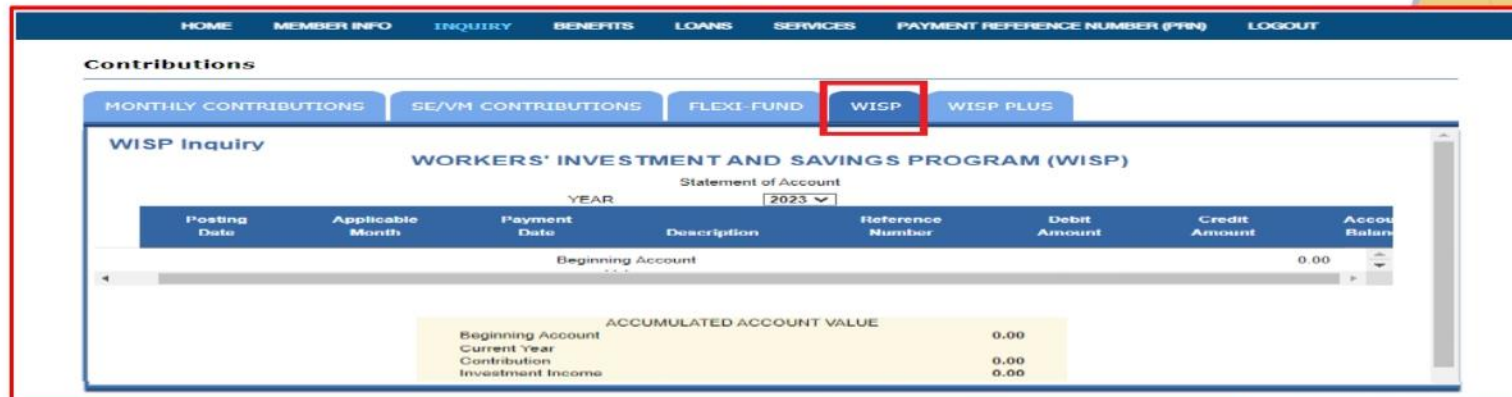 HOME MEMBER INFO INQUIRY BENEFITS LOANS SERVICES PAYMENT REFERENCE NUMBER (PRN) LOGOUT
Contributions
MONTHLY CONTRIBUTIONS SE/VM CONTRIBUTIONS FLEXI-FUND WISP WISP PLUS
WISP Inquiry
WORKERS' INVESTMENT AND SAVINGS PROGRAM (WISP)
Statement of Account
YEAR 2023
Posting Applicable Payment Reference Debit Credit Accou
Date Month Date Description Number Amount Amount Balan
Beginning Account 0.00
ACCUMULATED ACCOUNT VALUE
Beginning Account 0.00
Current Year
Contribution 0.00
Investment Income 0.00